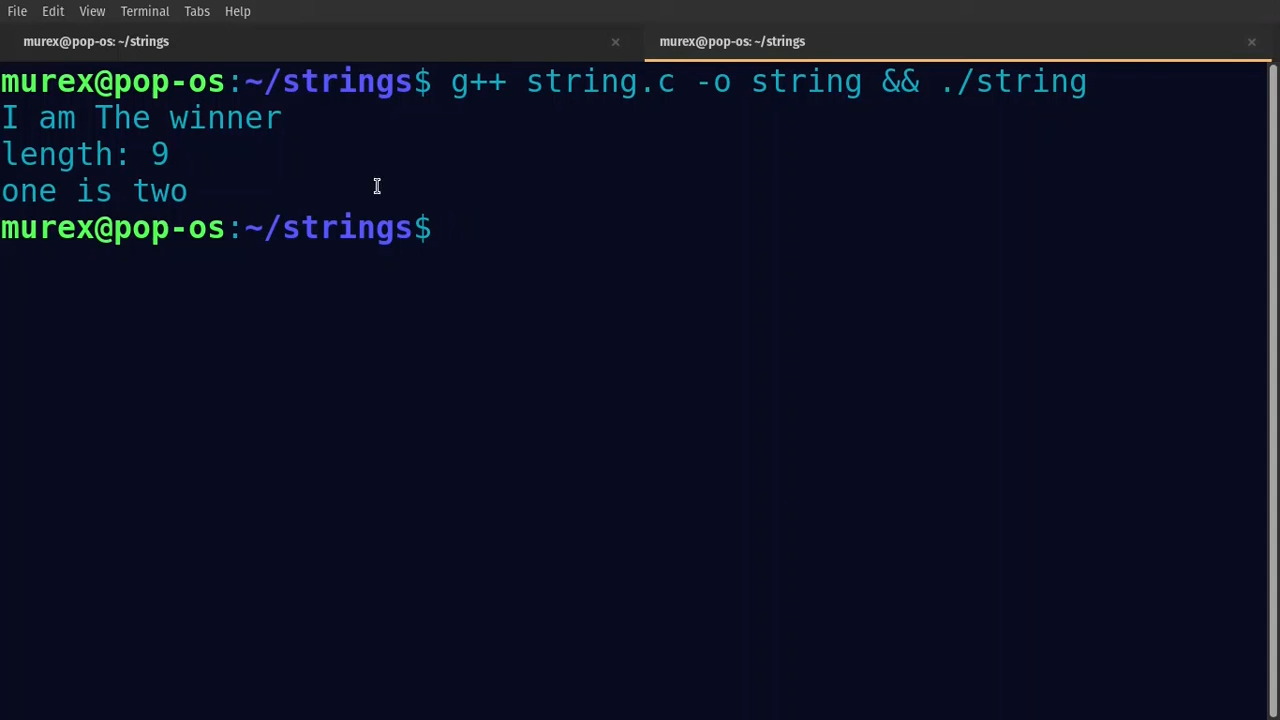 File Edit View Terminal Tabs Help
murex@pop-os: ~/strings × murex@pop-os: ~/strings ×
murex@pop-os:~/strings$ g++ string.c -o string && ./string
I am The winner
length: 9
one is two
murex@pop-os:~/strings$